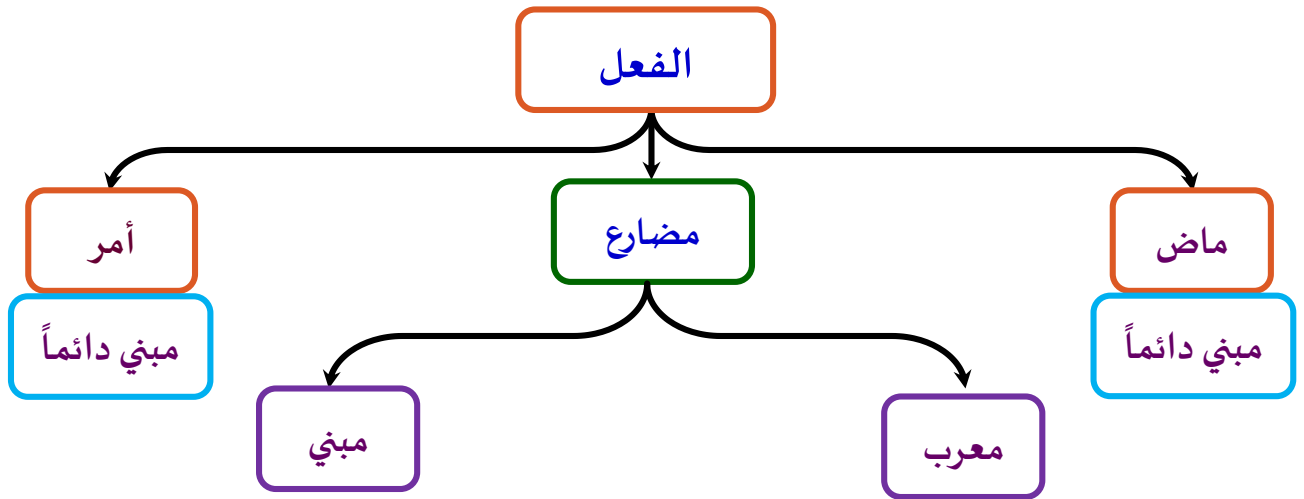 الفعل
ماض
مضارع
أمر
مبني دائماً
مبني دائماً
معرب
مبني